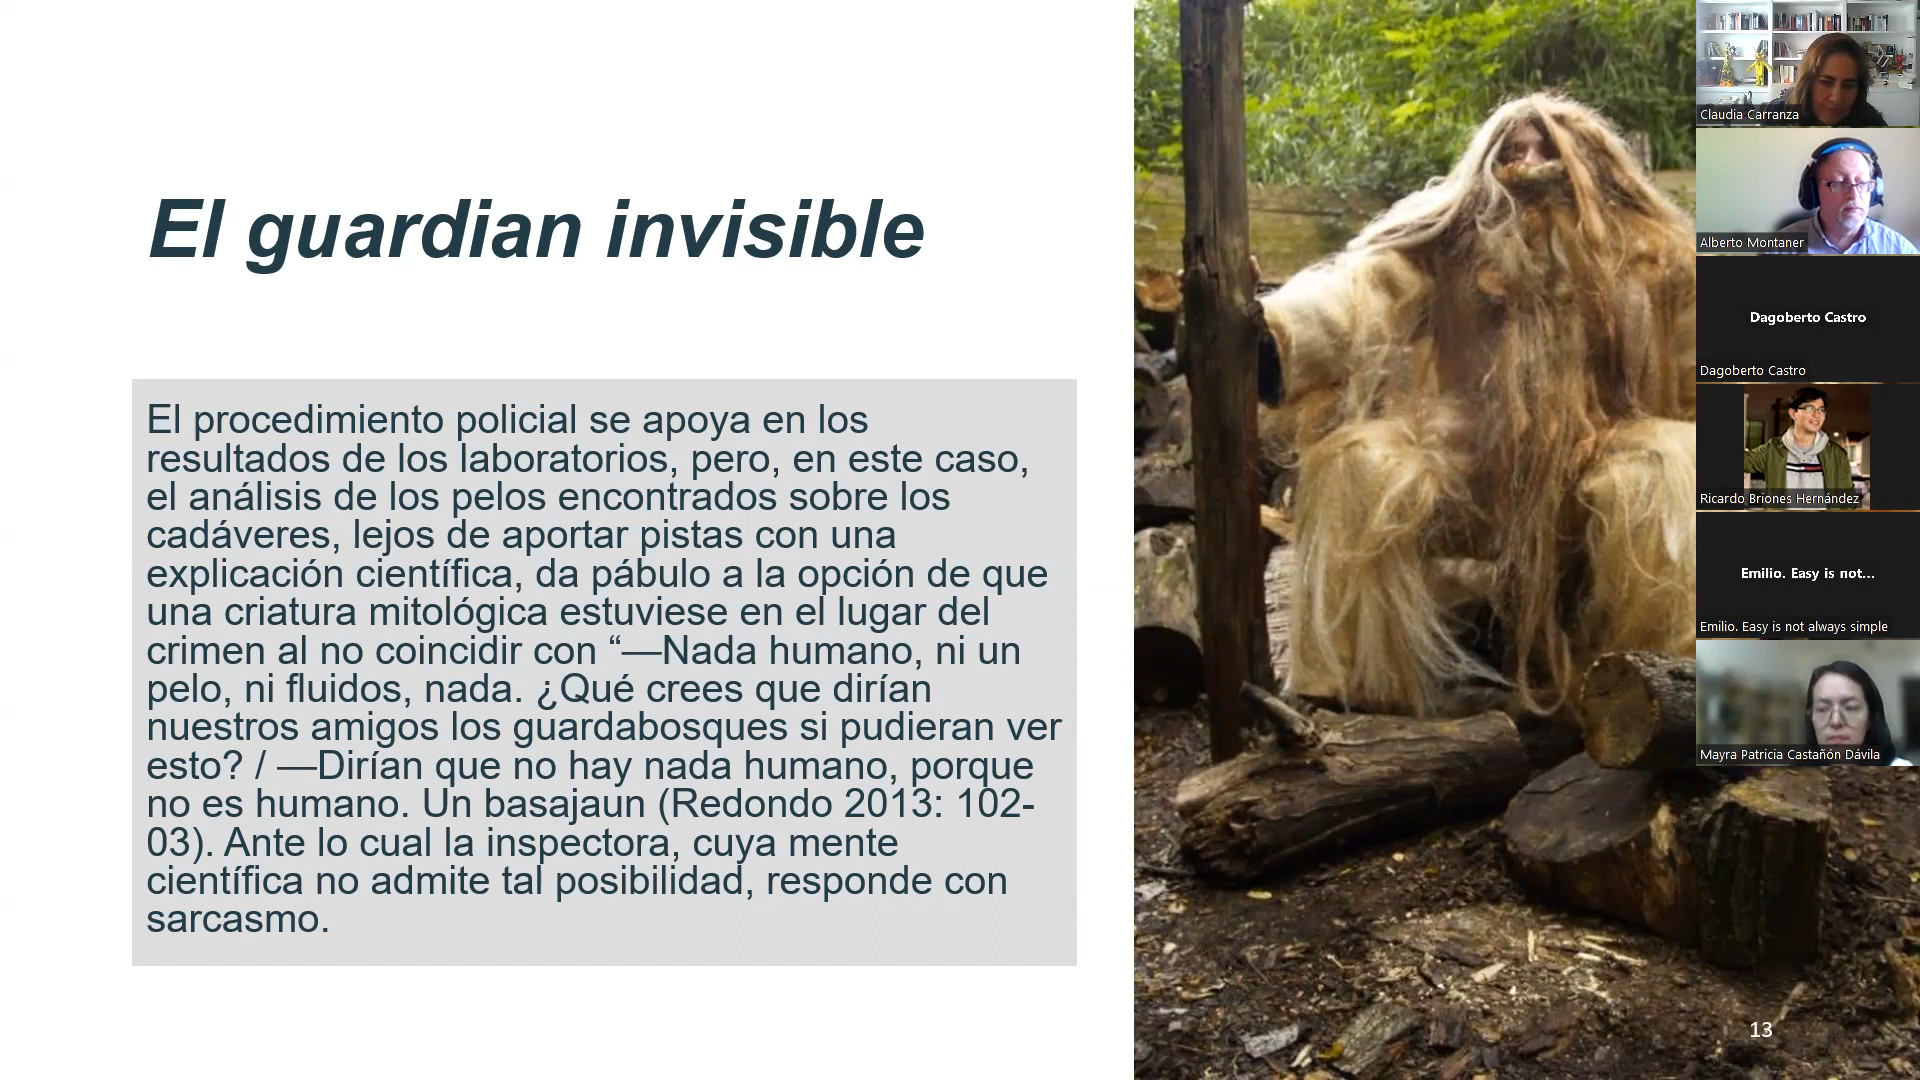 El guardian invisible
El procedimiento policial se apoya en los
resultados de los laboratorios, pero, en este caso,
el análisis de los pelos encontrados sobre los
cadáveres, lejos de aportar pistas con una
explicación científica, da pábulo a la opción de que
una criatura mitológica estuviese en el lugar del
crimen al no coincidir con “—Nada humano, ni un
pelo, ni fluidos, nada. ¿Qué crees que dirían
nuestros amigos los guardabosques si pudieran ver
esto? / —Dirían que no hay nada humano, porque
no es humano. Un basajaun (Redondo 2013: 102-
03). Ante lo cual la inspectora, cuya mente
científica no admite tal posibilidad, responde con
sarcasmo.
13
Claudia Carranza
Alberto Montaner
Dagoberto Castro
Dagoberto Castro
Ricardo Briones Hernández
Emilio. Easy is not...
Emilio. Easy is not always simple
Mayra Patricia Castañón Dávila